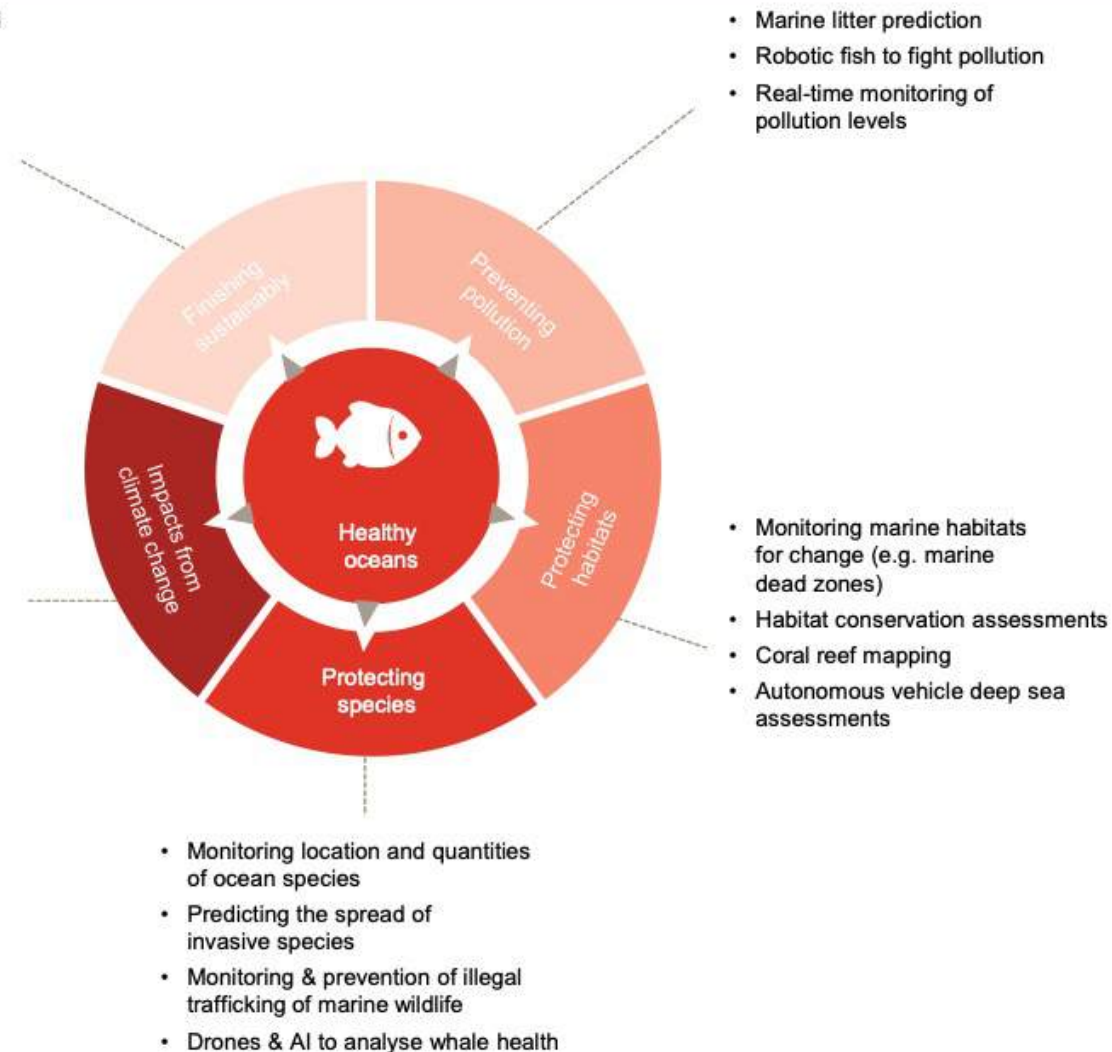 • Marine litter prediction
• Robotic fish to fight pollution
• Real-time monitoring of
pollution levels
Finishing
sustainably
Preventing
pollution
Impacts from
climate change
Healthy
oceans
Protecting
habitats
Protecting
species
• Monitoring marine habitats
for change (e.g. marine
dead zones)
• Habitat conservation assessments
• Coral reef mapping
• Autonomous vehicle deep sea
assessments
• Monitoring location and quantities
of ocean species
• Predicting the spread of
invasive species
• Monitoring & prevention of illegal
trafficking of marine wildlife
• Drones & AI to analyse whale health